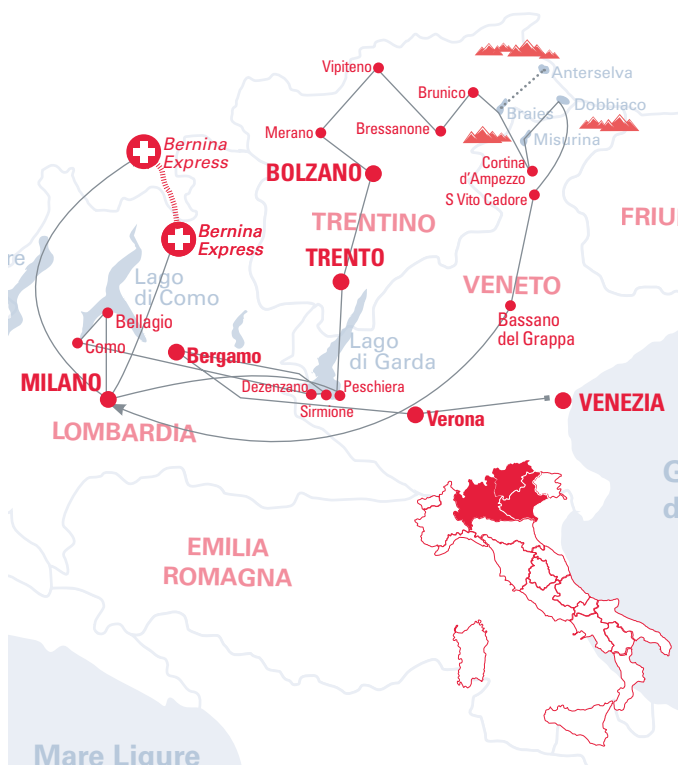 Vipiteno
Anterselva
Brunico
Dobbiaco
Braies
Merano
Bressanone
Misurina
Bernina
Express
BOLZANO
Cortina
d'Ampezzo
S Vito Cadore
TRENTINO
Bernina
Express
TRENTO
VENETO
Lago
di Como
Bellagio
Bassano
del Grappa
Como
Bergamo
Lago
di Garda
MILANO
Dezenzano
Peschiera
Sirmione
Verona
VENEZIA
LOMBARDIA
EMILIA
ROMAGNA
Mare Ligure